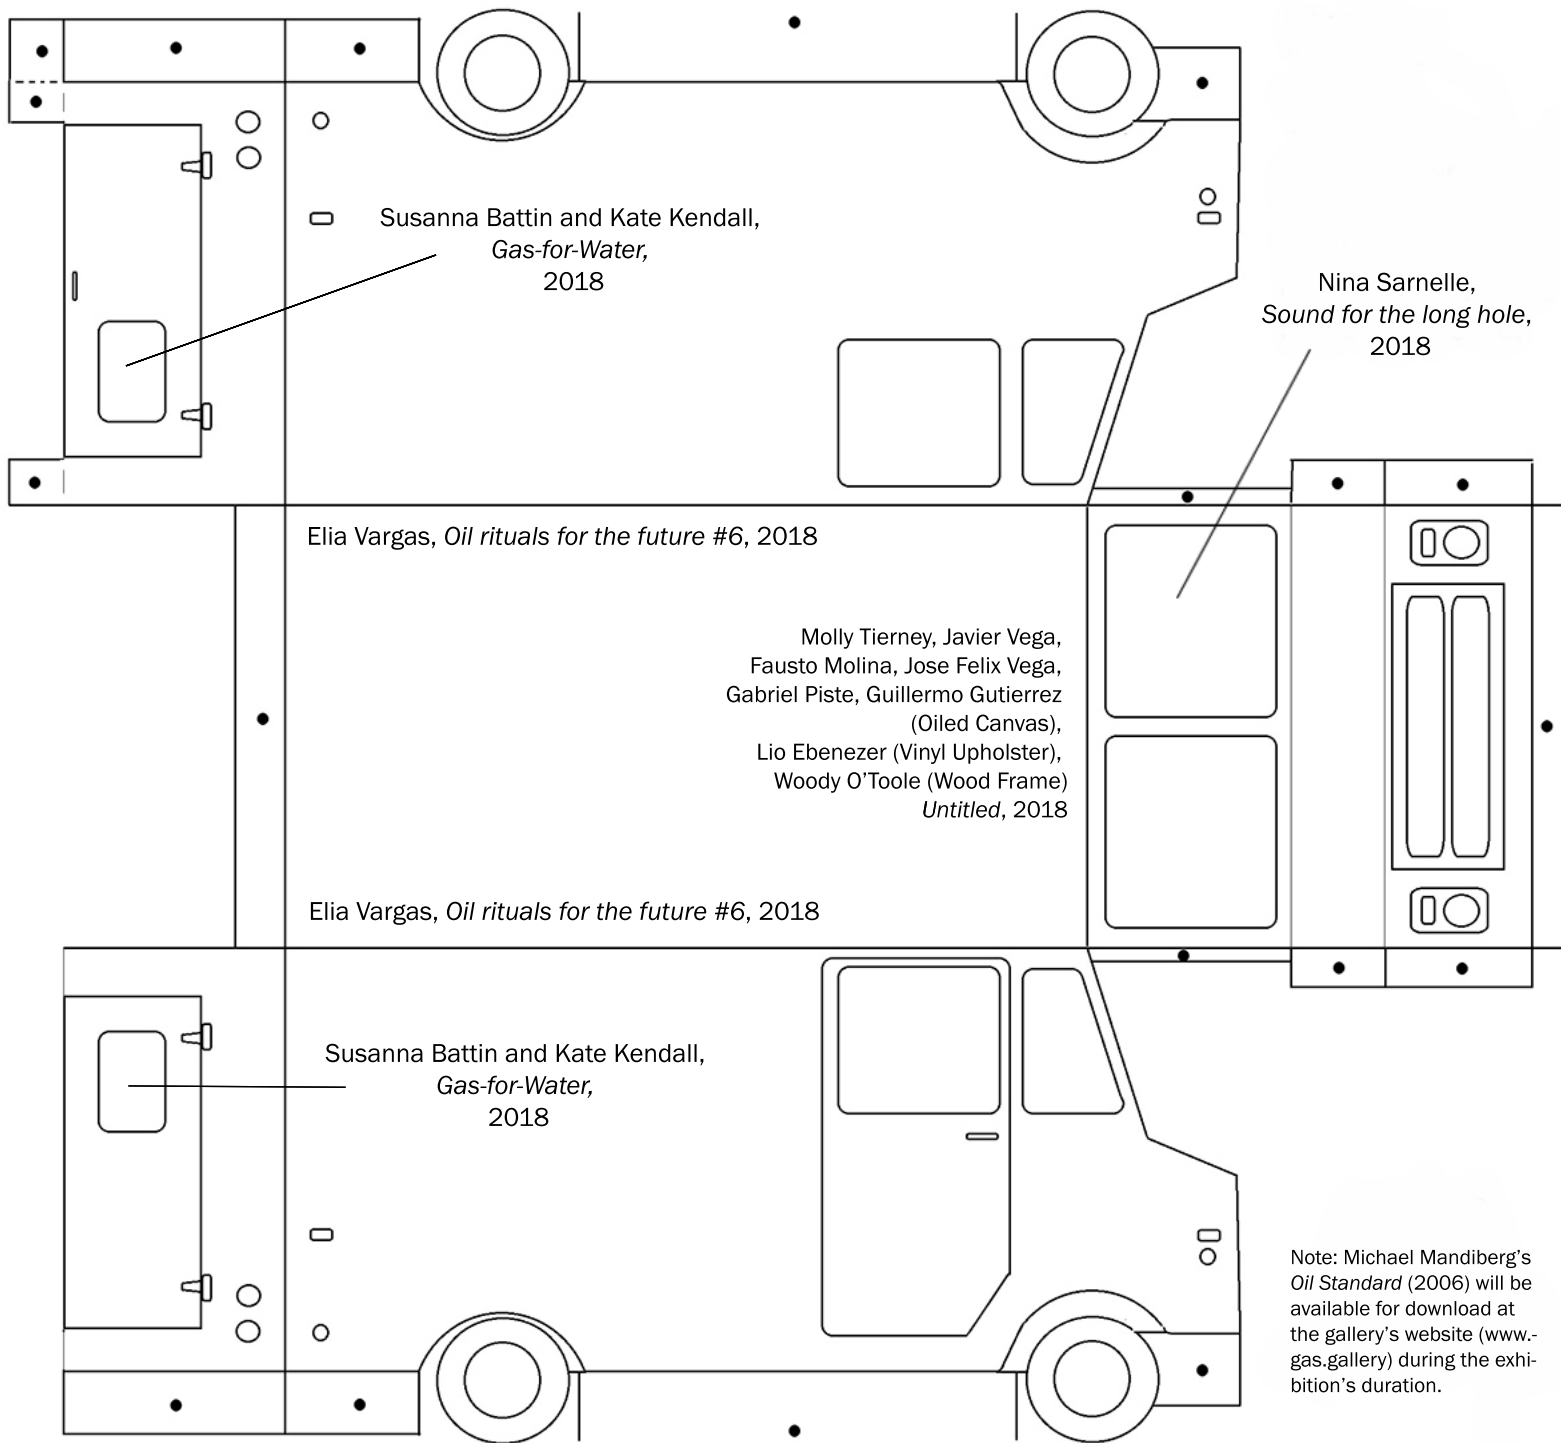 Susanna Battin and Kate Kendall,
Gas-for-Water,
2018
Nina Sarnelle,
Sound for the long hole,
2018
Elia Vargas, Oil rituals for the future #6, 2018
Molly Tierney, Javier Vega,
Fausto Molina, Jose Felix Vega,
Gabriel Piste, Guillermo Gutierrez
(Oiled Canvas),
Lio Ebenezer (Vinyl Upholster),
Woody O’Toole (Wood Frame)
Untitled, 2018
Elia Vargas, Oil rituals for the future #6, 2018
Susanna Battin and Kate Kendall,
Gas-for-Water,
2018
Note: Michael Mandiberg’s
Oil Standard (2006) will be
available for download at
the gallery’s website (www.-
gas.gallery) during the exhi-
bition’s duration.